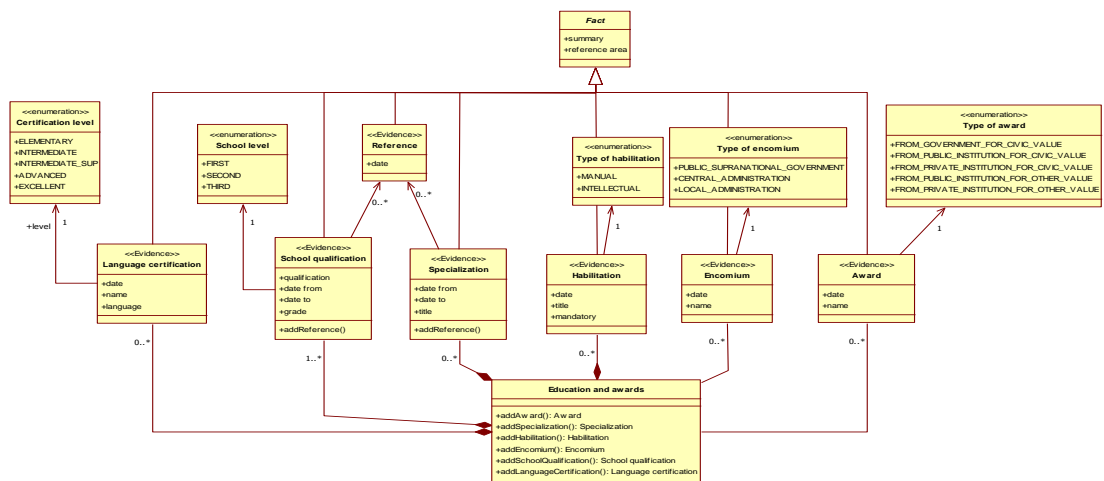 Fact
+summary
+reference area
<<enumeration>>
Certification level
+ELEMENTARY
+INTERMEDIATE
+INTERMEDIATE_SUP
+ADVANCED
+EXCELLENT
<<enumeration>>
School level
+FIRST
+SECOND
+THIRD
<<Evidence>>
Reference
+date
<<enumeration>>
Type of habilitation
+MANUAL
+INTELLECTUAL
<<enumeration>>
Type of encomium
+PUBLIC_SUPRANATIONAL_GOVERNMENT
+CENTRAL_ADMINISTRATION
+LOCAL_ADMINISTRATION
<<enumeration>>
Type of award
+FROM_GOVERNMENT_FOR_CIVIC_VALUE
+FROM_PUBLIC_INSTITUTION_FOR_CIVIC_VALUE
+FROM_PRIVATE_INSTITUTION_FOR_CIVIC_VALUE
+FROM_PUBLIC_INSTITUTION_FOR_OTHER_VALUE
+FROM_PRIVATE_INSTITUTION_FOR_OTHER_VALUE
+level
1
1
0..*
0..*
1
1
1
<<Evidence>>
Language certification
+date
+name
+language
<<Evidence>>
School qualification
+qualification
+date from
+date to
+grade
+addReference()
<<Evidence>>
Specialization
+date from
+date to
+title
+addReference()
<<Evidence>>
Habilitation
+date
+title
+mandatory
<<Evidence>>
Encomium
+date
+name
<<Evidence>>
Award
+date
+name
0..*
1..*
0..*
0..*
0..*
0..*
Education and awards
+addAward(): Award
+addSpecialization(): Specialization
+addHabilitation(): Habilitation
+addEncomium(): Encomium
+addSchoolQualification(): School qualification
+addLanguageCertification(): Language certification